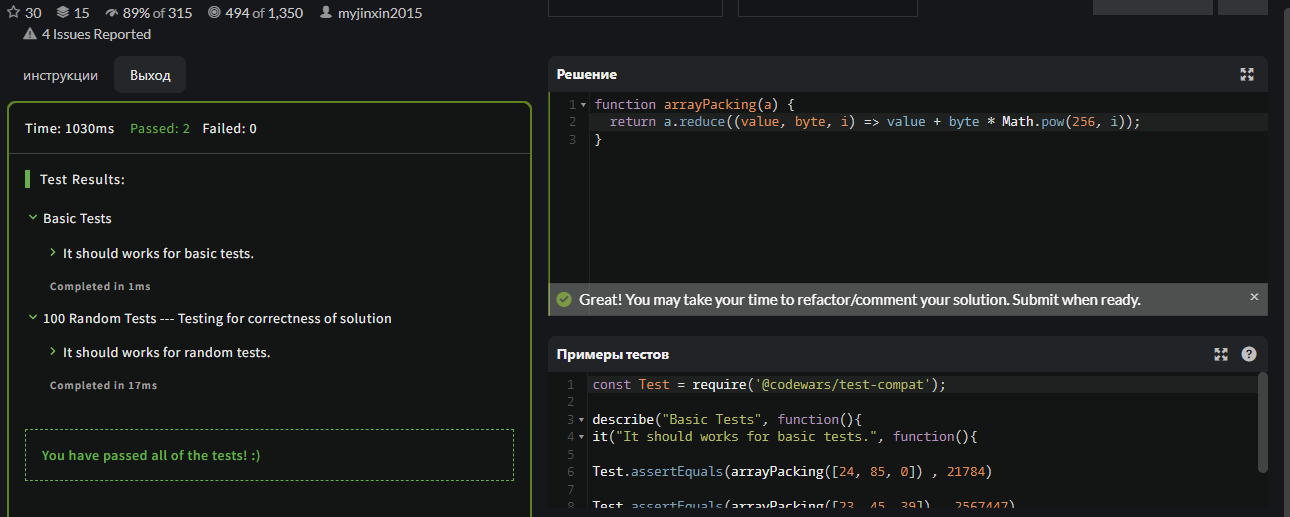 30 15 89% of 315 494 of 1,350 myjinxin2015
4 Issues Reported
инструкции Выход
Time: 1030ms Passed: 2 Failed: 0
Test Results:
Basic Tests
It should works for basic tests.
Completed in 1ms
100 Random Tests --- Testing for correctness of solution
It should works for random tests.
Completed in 17ms
You have passed all of the tests! :)
Решение
1 function arrayPacking(a) {
2 return a.reduce((value, byte, i) => value + byte * Math.pow(256, i));
3 }
Great! You may take your time to refactor/comment your solution. Submit when ready.
Примеры тестов
1 const Test = require('@codewars/test-compat');
2
3 describe("Basic Tests", function(){
4 it("It should works for basic tests.", function(){
5
6 Test.assertEquals(arrayPacking([24, 85, 0]) , 21784)
7
8 Test.assertEquals(arrayPacking([23, 45, 39]) , 2567447)